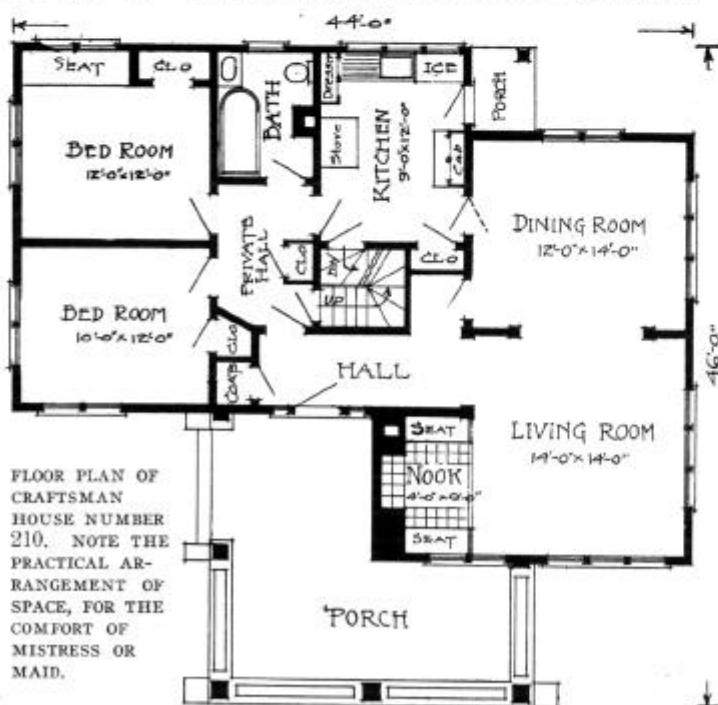 44'-0"
SEAT
CLO
BATH
Dresser
ICE
PORCH
BED ROOM
12'-0"x12'-0"
Stove
KITCHEN
9'-0"x12'-0"
CAB
DINING ROOM
12'-0"x14'-0"
PRIVATE
HALL
CLO
DN
UP
CLO
BED ROOM
10'-0"x12'-0"
CLO
COATS
HALL
46'-0"
SEAT
NOOK
SEAT
LIVING ROOM
14'-0"x14'-0"
FLOOR PLAN OF
CRAFTSMAN
HOUSE NUMBER
210. NOTE THE
PRACTICAL AR-
RANGEMENT OF
SPACE, FOR THE
COMFORT OF
MISTRESS OR
MAID.
PORCH